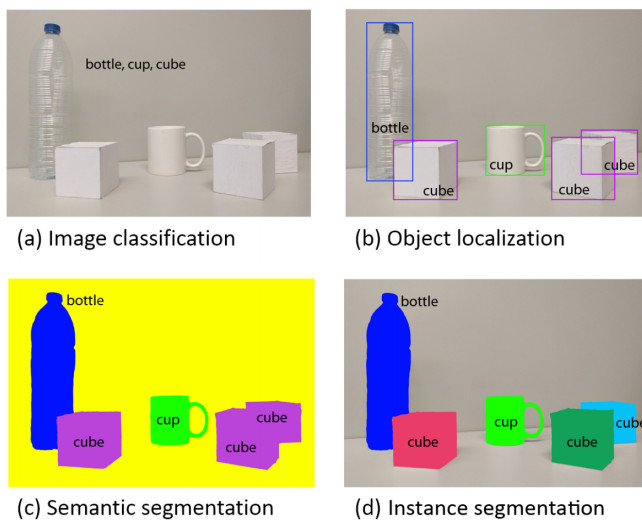 bottle, cup, cube
bottle
cup
cube
cube
cube
(a) Image classification
(b) Object localization
bottle
cup
cube
cube
cube
bottle
cup
cube
cube
cube
(c) Semantic segmentation
(d) Instance segmentation